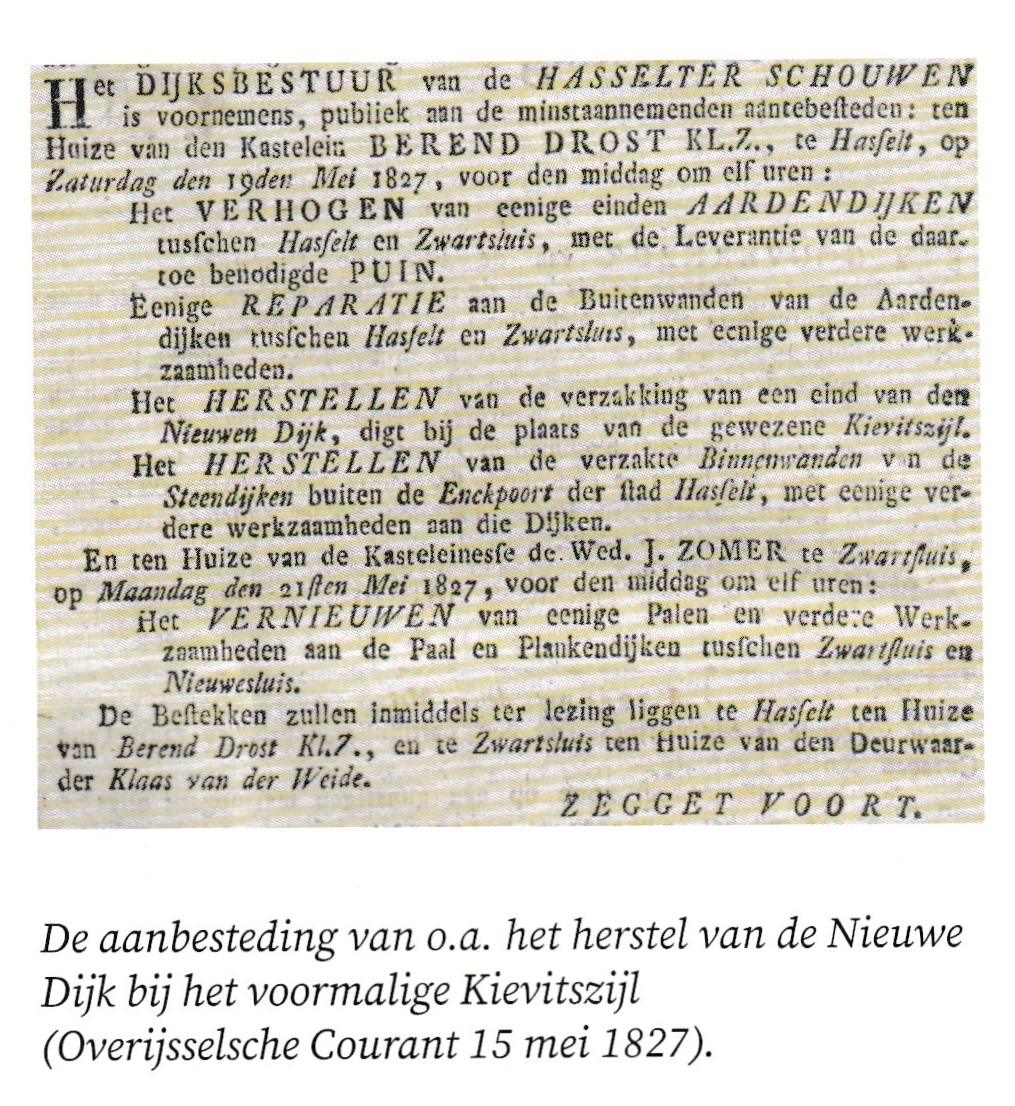 Het DIJKSBESTUUR van de HASSELTER SCHOUWEN
is voornemens, publiek aan de minstaannemenden aantebeſteden: ten
Huize van den Kastelein BEREND DROST KL.Z., te Hasſelt, op
Zaturdag den 19den Mei 1827, voor den middag om elf uren:
Het VERHOGEN van eenige einden AARDENDIJKEN
tusſchen Hasſelt en Zwartsluis, met de Leverantie van de daar-
toe benodigde PUIN.
Eenige REPARATIE aan de Buitenwanden van de Aarden-
dijken tusſchen Hasſelt en Zwartsluis, met eenige verdere werk-
zaamheden.
Het HERSTELLEN van de verzakking van een eind van den
Nieuwen Dijk, digt bij de plaats van de gewezene Kievitszijl.
Het HERSTELLEN van de verzakte Binnenwanden v n de
Steendijken buiten de Enckpoort der ſtad Hasſelt, met eenige ver-
dere werkzaamheden aan die Dijken.
En ten Huize van de Kasteleinesſe de Wed. J. ZOMER te Zwartſluis,
op Maandag den 21ſten Mei 1827, voor den middag om elf uren:
Het VERNIEUWEN van eenige Palen en verdere Werk-
zaamheden aan de Paal en Plankendijken tusſchen Zwartſluis en
Nieuwesluis.
De Beſtekken zullen inmiddels ter lezing liggen te Hasſelt ten Huize
van Berend Drost Kl.Z., en te Zwartsluis ten Huize van den Deurwaar-
der Klaas van der Weide.
ZEGGET VOORT.
De aanbesteding van o.a. het herstel van de Nieuwe
Dijk bij het voormalige Kievitszijl
(Overijsselsche Courant 15 mei 1827).